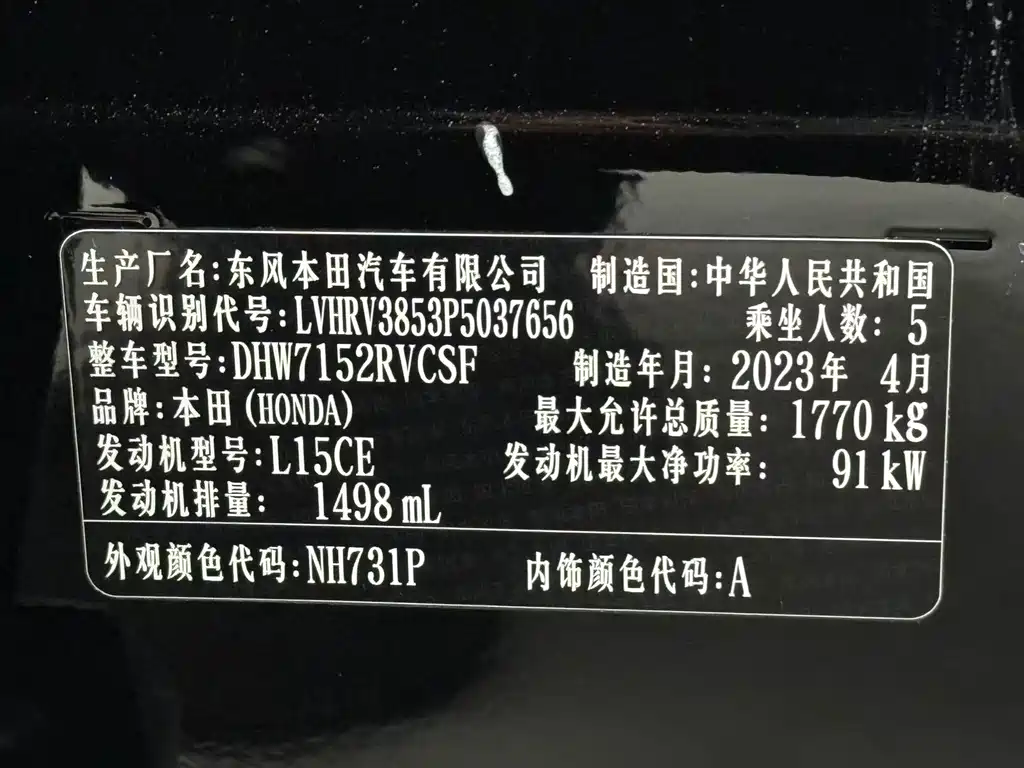 生产厂名:东风本田汽车有限公司 制造国:中华人民共和国
车辆识别代号:LVHRV3853P5037656 乘坐人数: 5
整车型号:DHW7152RVCSF 制造年月: 2023年 4月
品牌:本田(HONDA) 最大允许总质量: 1770 kg
发动机型号:L15CE 发动机最大净功率: 91 kW
发动机排量: 1498 mL
外观颜色代码:NH731P 内饰颜色代码:A